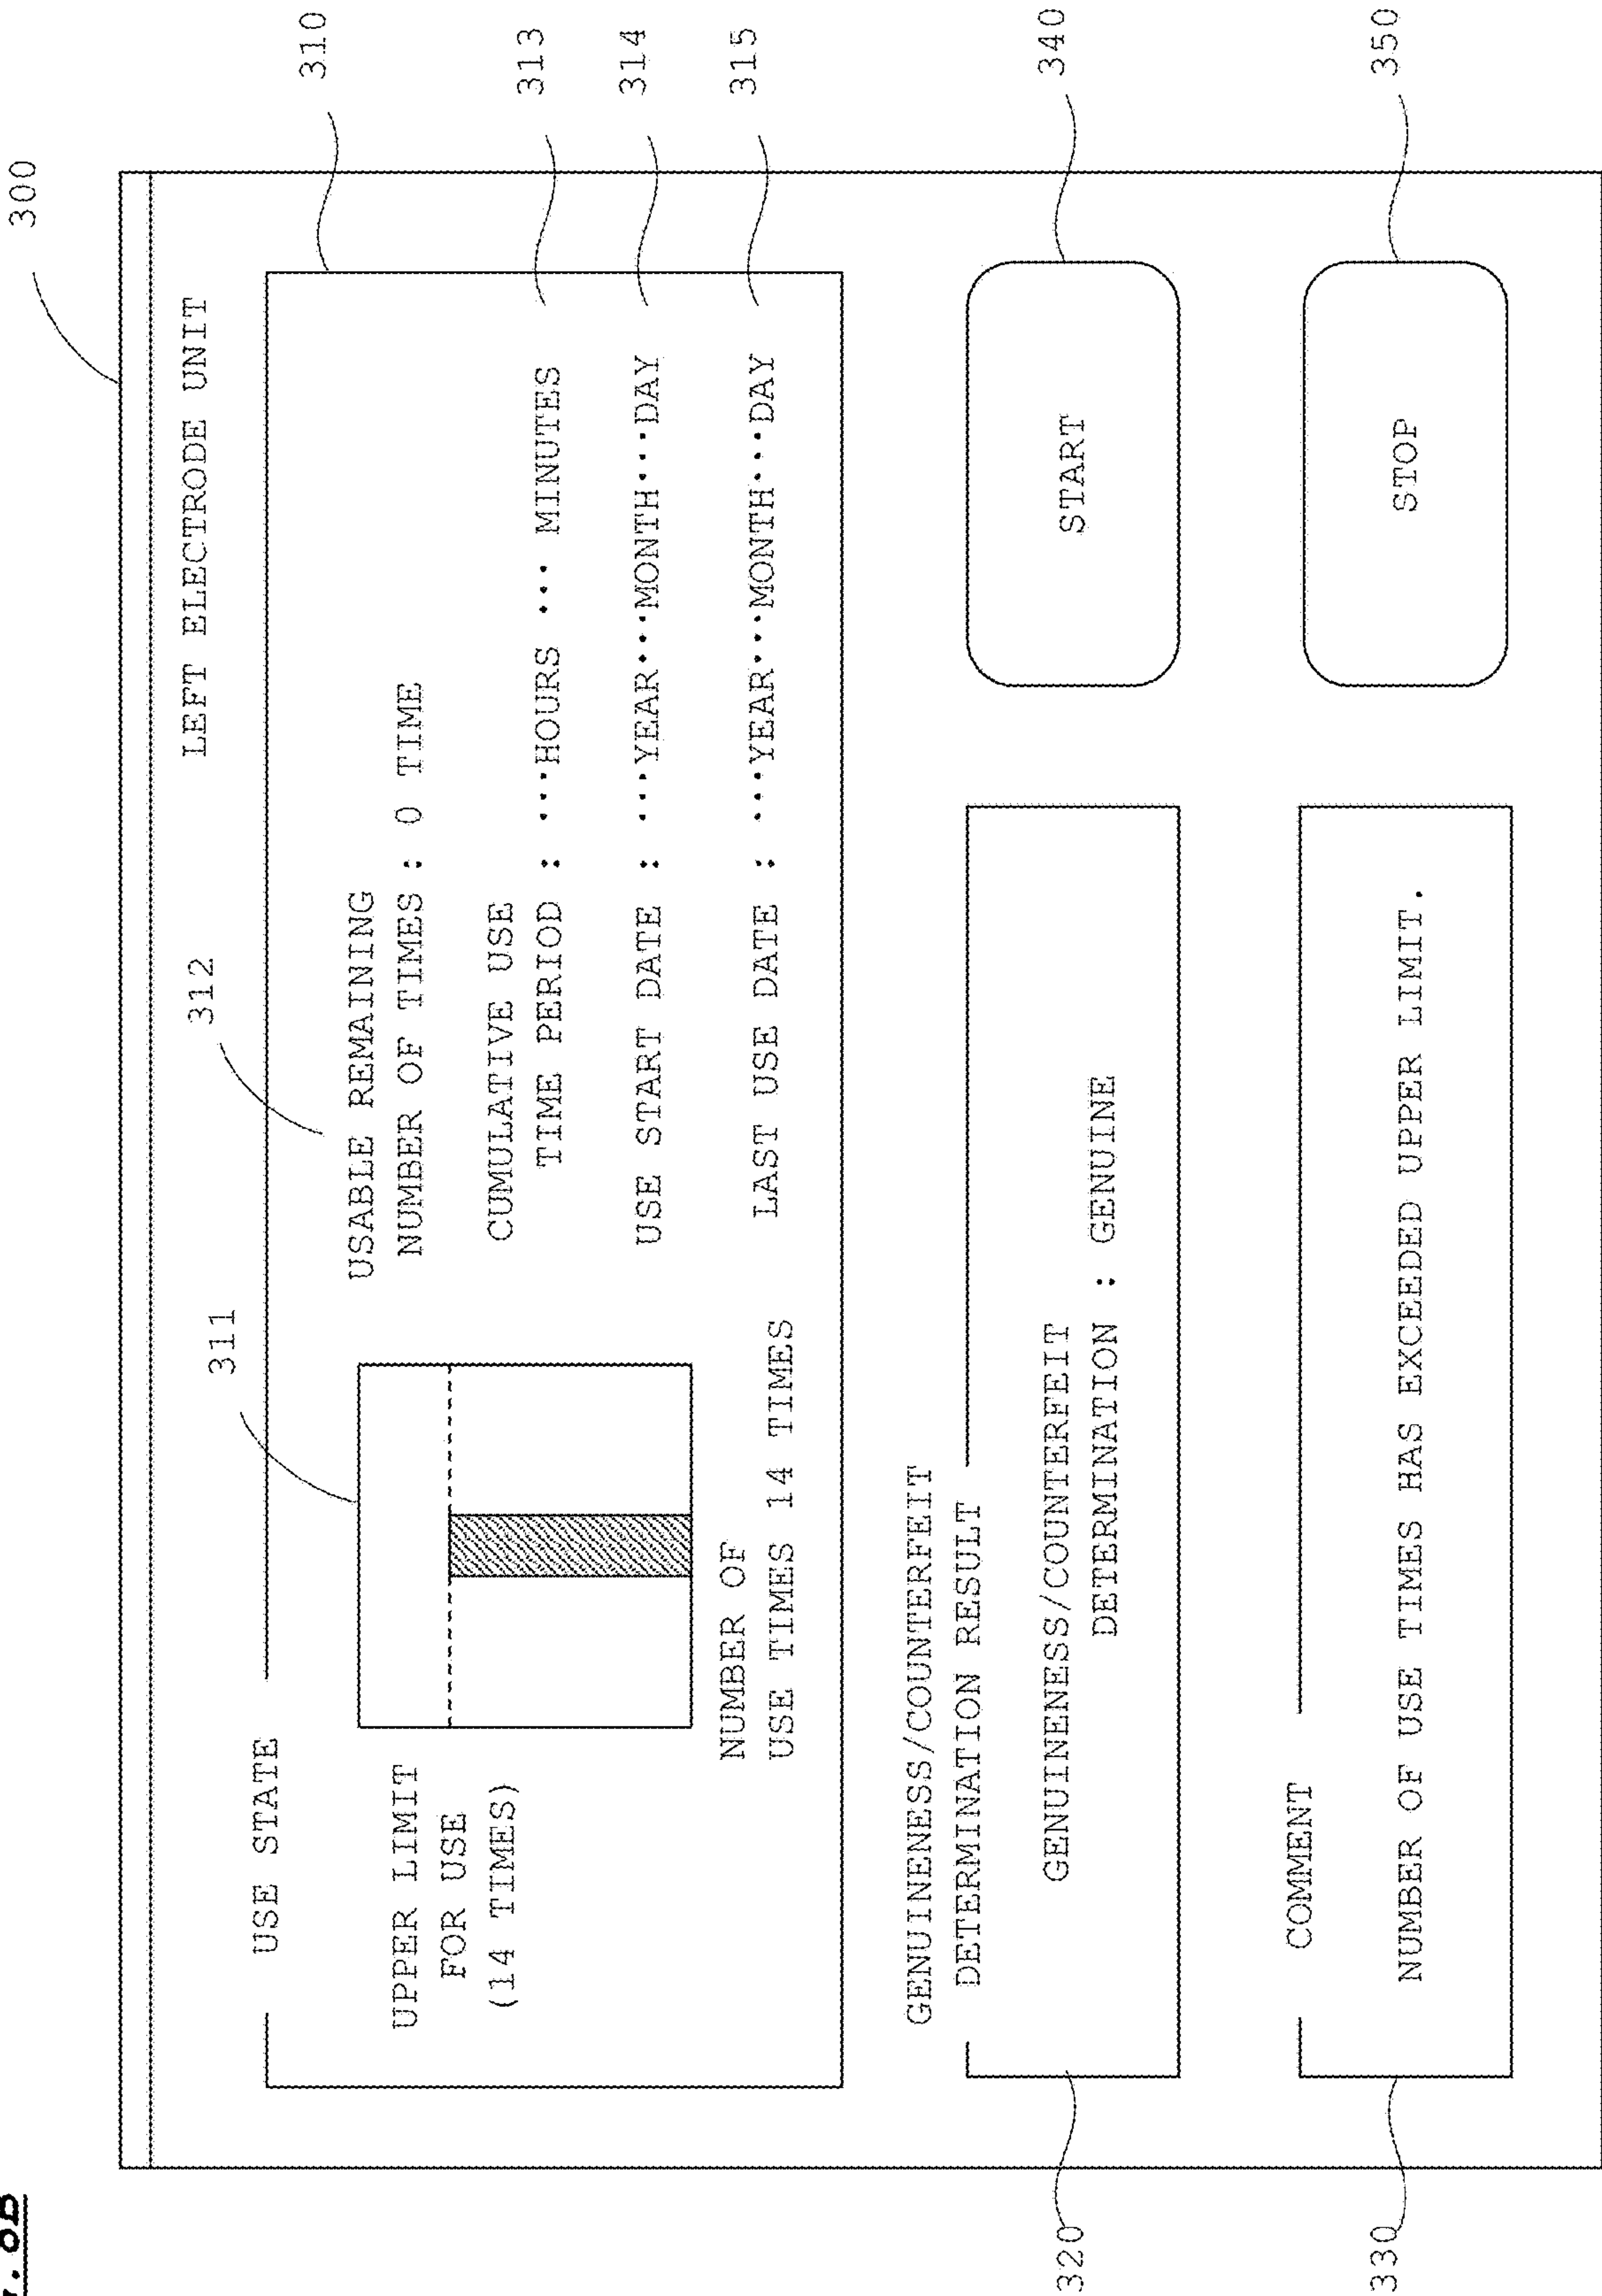 300
LEFT ELECTRODE UNIT
310
USE STATE
311
312
UPPER LIMIT
FOR USE
(14 TIMES)
NUMBER OF
USE TIMES 14 TIMES
USABLE REMAINING
NUMBER OF TIMES : 0 TIME
CUMULATIVE USE
TIME PERIOD : ···HOURS ··· MINUTES
313
USE START DATE : ···YEAR···MONTH···DAY
314
LAST USE DATE : ···YEAR···MONTH···DAY
315
GENUINENESS/COUNTERFEIT
DETERMINATION RESULT
GENUINENESS/COUNTERFEIT
DETERMINATION : GENUINE
320
START
340
COMMENT
NUMBER OF USE TIMES HAS EXCEEDED UPPER LIMIT.
330
STOP
350